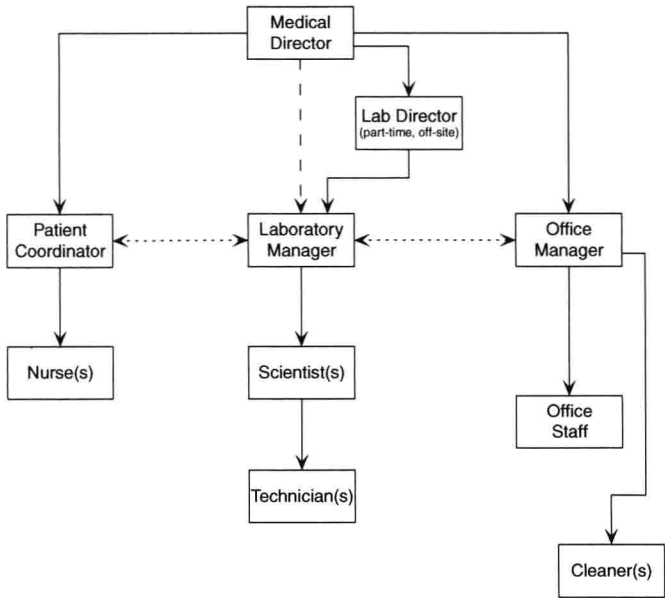 Medical
Director
Lab Director
(part-time, off-site)
Patient
Coordinator
Laboratory
Manager
Office
Manager
Nurse(s)
Scientist(s)
Office
Staff
Technician(s)
Cleaner(s)